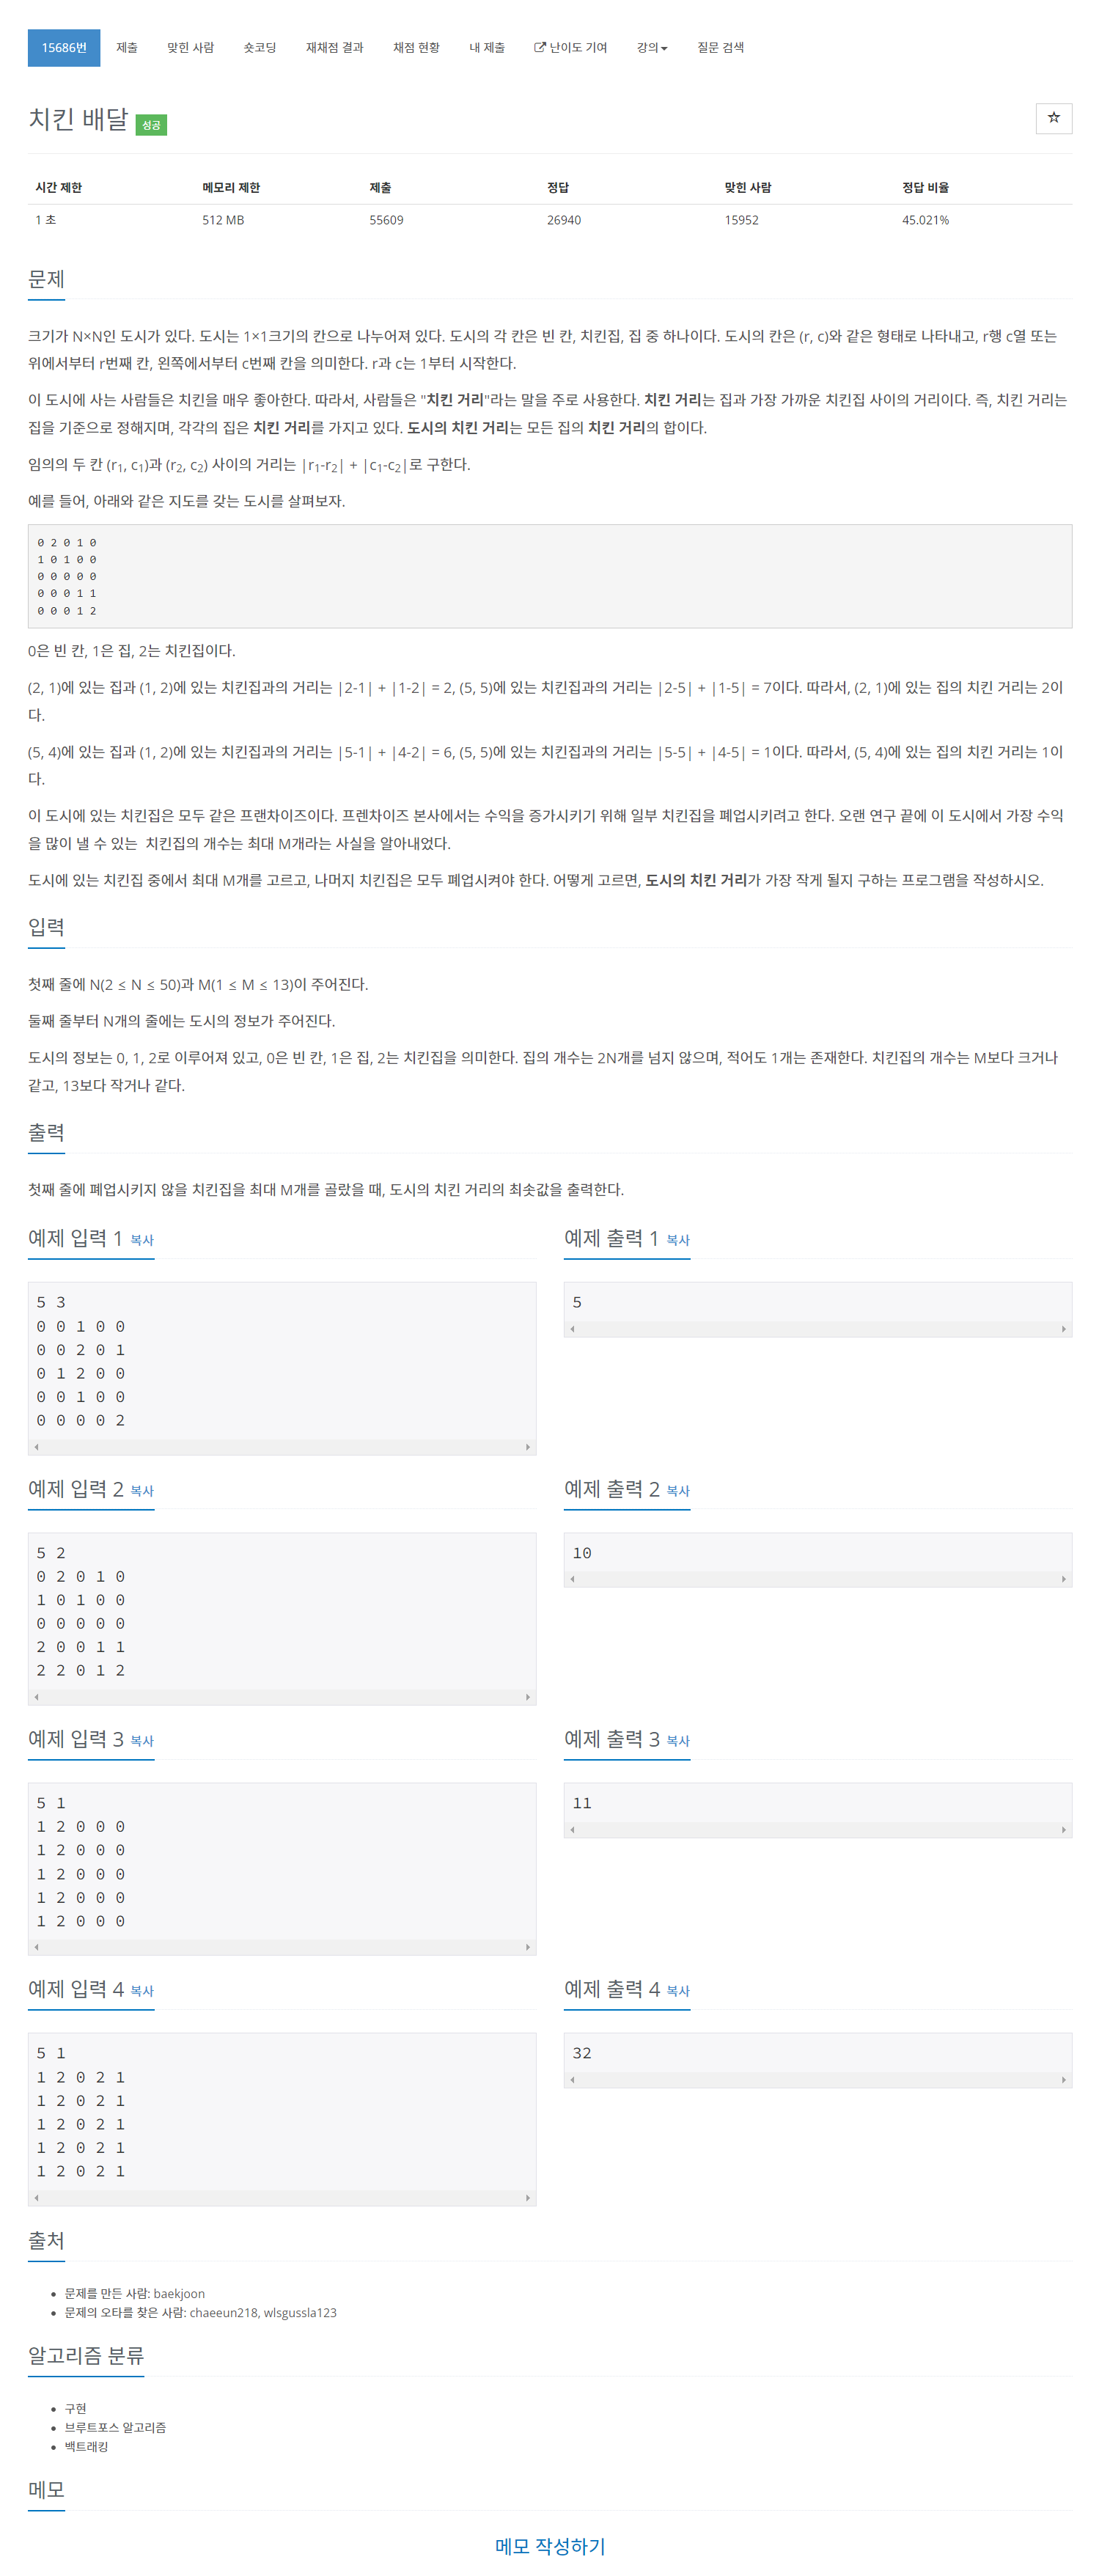 15686번 제출 맞힌 사람 숏코딩 재채점 결과 채점 현황 내 제출 난이도 기여 강의 질문 검색
치킨 배달 성공
시간 제한 메모리 제한 제출 정답 맞힌 사람 정답 비율
1 초 512 MB 55609 26940 15952 45.021%
문제
크기가 N×N인 도시가 있다. 도시는 1×1크기의 칸으로 나누어져 있다. 도시의 각 칸은 빈 칸, 치킨집, 집 중 하나이다. 도시의 칸은 (r, c)와 같은 형태로 나타내고, r행 c열 또는
위에서부터 r번째 칸, 왼쪽에서부터 c번째 칸을 의미한다. r과 c는 1부터 시작한다.
이 도시에 사는 사람들은 치킨을 매우 좋아한다. 따라서, 사람들은 "치킨 거리"라는 말을 주로 사용한다. 치킨 거리는 집과 가장 가까운 치킨집 사이의 거리이다. 즉, 치킨 거리는
집을 기준으로 정해지며, 각각의 집은 치킨 거리를 가지고 있다. 도시의 치킨 거리는 모든 집의 치킨 거리의 합이다.
임의의 두 칸 (r1, c1)과 (r2, c2) 사이의 거리는 |r1-r2| + |c1-c2|로 구한다.
예를 들어, 아래와 같은 지도를 갖는 도시를 살펴보자.
0 2 0 1 0
1 0 1 0 0
0 0 0 0 0
0 0 0 1 1
0 0 0 1 2
0은 빈 칸, 1은 집, 2는 치킨집이다.
(2, 1)에 있는 집과 (1, 2)에 있는 치킨집과의 거리는 |2-1| + |1-2| = 2, (5, 5)에 있는 치킨집과의 거리는 |2-5| + |1-5| = 7이다. 따라서, (2, 1)에 있는 집의 치킨 거리는 2이
다.
(5, 4)에 있는 집과 (1, 2)에 있는 치킨집과의 거리는 |5-1| + |4-2| = 6, (5, 5)에 있는 치킨집과의 거리는 |5-5| + |4-5| = 1이다. 따라서, (5, 4)에 있는 집의 치킨 거리는 1이
다.
이 도시에 있는 치킨집은 모두 같은 프랜차이즈이다. 프렌차이즈 본사에서는 수익을 증가시키기 위해 일부 치킨집을 폐업시키려고 한다. 오랜 연구 끝에 이 도시에서 가장 수익
을 많이 낼 수 있는  치킨집의 개수는 최대 M개라는 사실을 알아내었다.
도시에 있는 치킨집 중에서 최대 M개를 고르고, 나머지 치킨집은 모두 폐업시켜야 한다. 어떻게 고르면, 도시의 치킨 거리가 가장 작게 될지 구하는 프로그램을 작성하시오.
입력
첫째 줄에 N(2 ≤ N ≤ 50)과 M(1 ≤ M ≤ 13)이 주어진다.
둘째 줄부터 N개의 줄에는 도시의 정보가 주어진다.
도시의 정보는 0, 1, 2로 이루어져 있고, 0은 빈 칸, 1은 집, 2는 치킨집을 의미한다. 집의 개수는 2N개를 넘지 않으며, 적어도 1개는 존재한다. 치킨집의 개수는 M보다 크거나
같고, 13보다 작거나 같다.
출력
첫째 줄에 폐업시키지 않을 치킨집을 최대 M개를 골랐을 때, 도시의 치킨 거리의 최솟값을 출력한다.
예제 입력 1 복사
5 3
0 0 1 0 0
0 0 2 0 1
0 1 2 0 0
0 0 1 0 0
0 0 0 0 2
예제 출력 1 복사
5
예제 입력 2 복사
5 2
0 2 0 1 0
1 0 1 0 0
0 0 0 0 0
2 0 0 1 1
2 2 0 1 2
예제 출력 2 복사
10
예제 입력 3 복사
5 1
1 2 0 0 0
1 2 0 0 0
1 2 0 0 0
1 2 0 0 0
1 2 0 0 0
예제 출력 3 복사
11
예제 입력 4 복사
5 1
1 2 0 2 1
1 2 0 2 1
1 2 0 2 1
1 2 0 2 1
1 2 0 2 1
예제 출력 4 복사
32
출처
문제를 만든 사람: baekjoon
문제의 오타를 찾은 사람: chaeeun218, wlsgussla123
알고리즘 분류
구현
브루트포스 알고리즘
백트래킹
메모
메모 작성하기